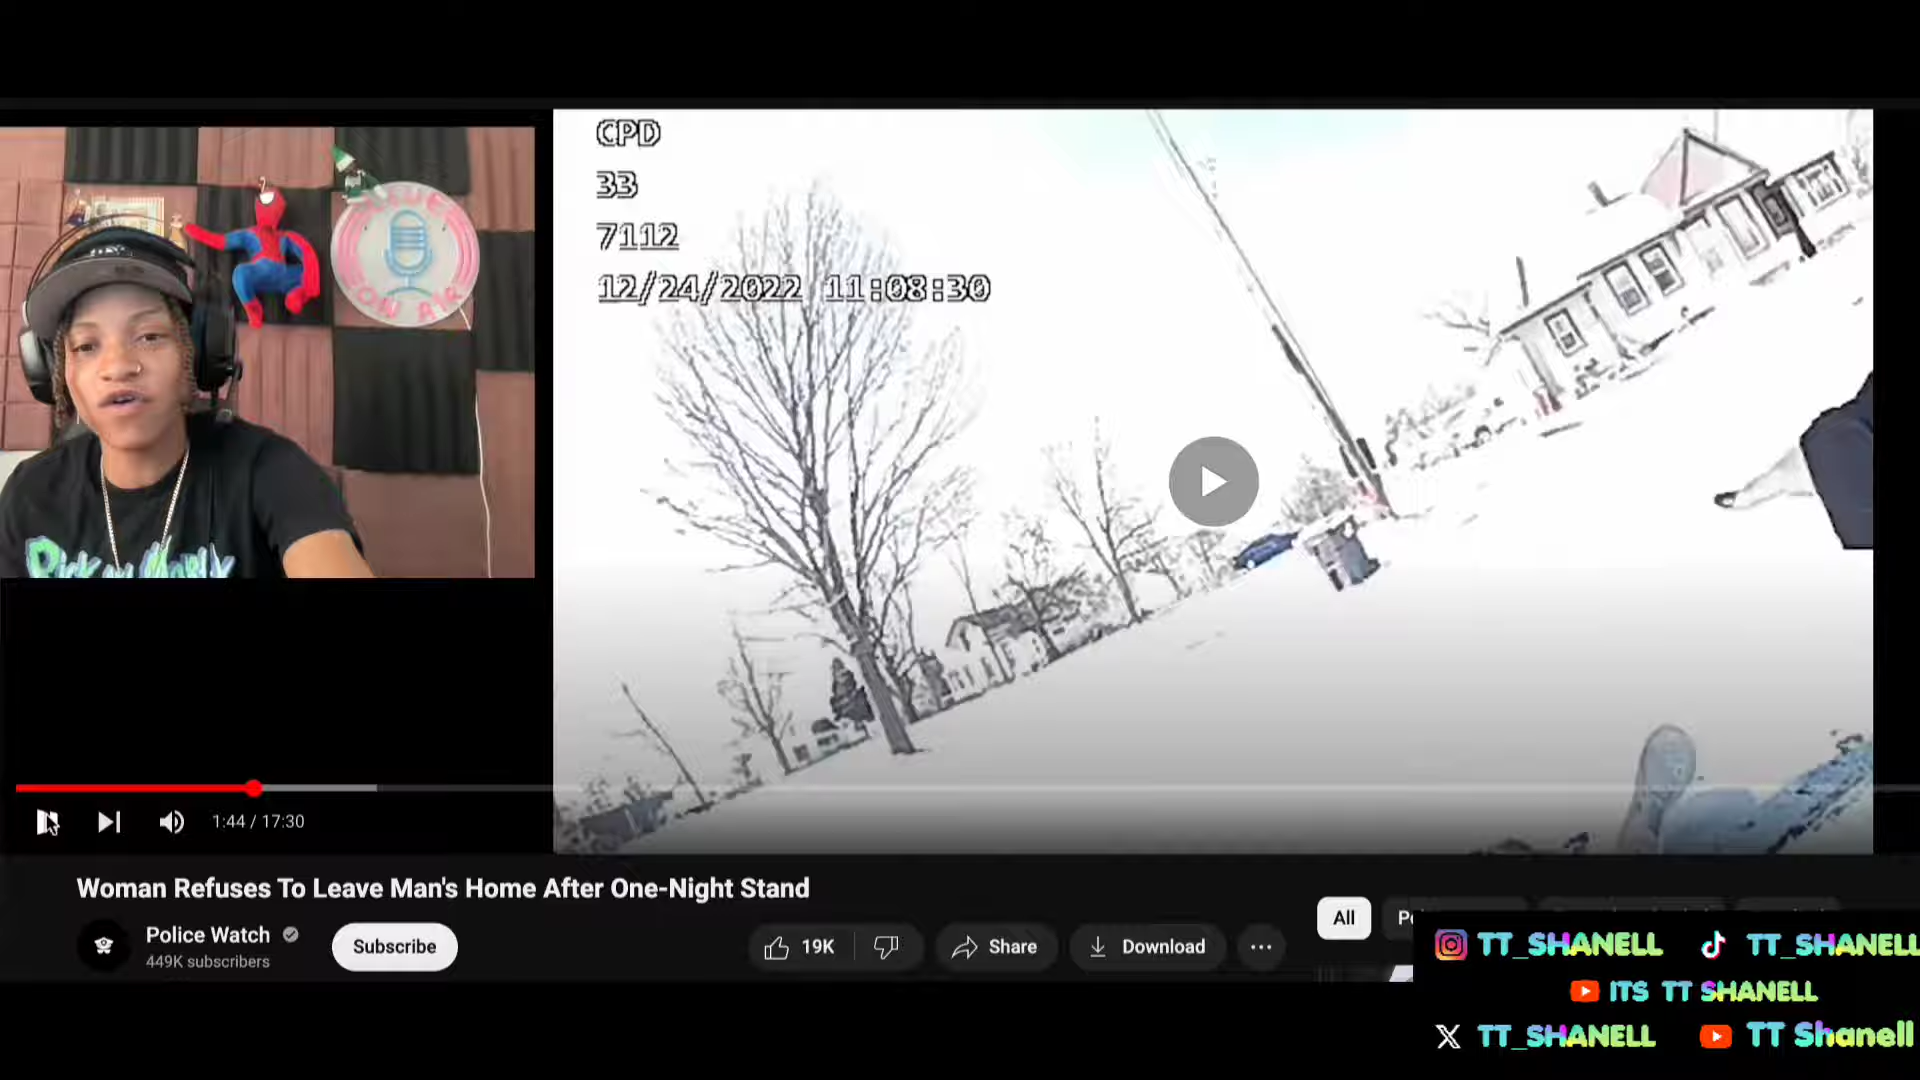 CPD
33
7112
12/24/2022 11:08:30
ON AIR
1:44 / 17:30
Woman Refuses To Leave Man's Home After One-Night Stand
Police Watch
449K subscribers
Subscribe
19K
Share
Download
All
TT_SHANELL
TT_SHANELL
ITS TT SHANELL
TT_SHANELL
TT Shanell